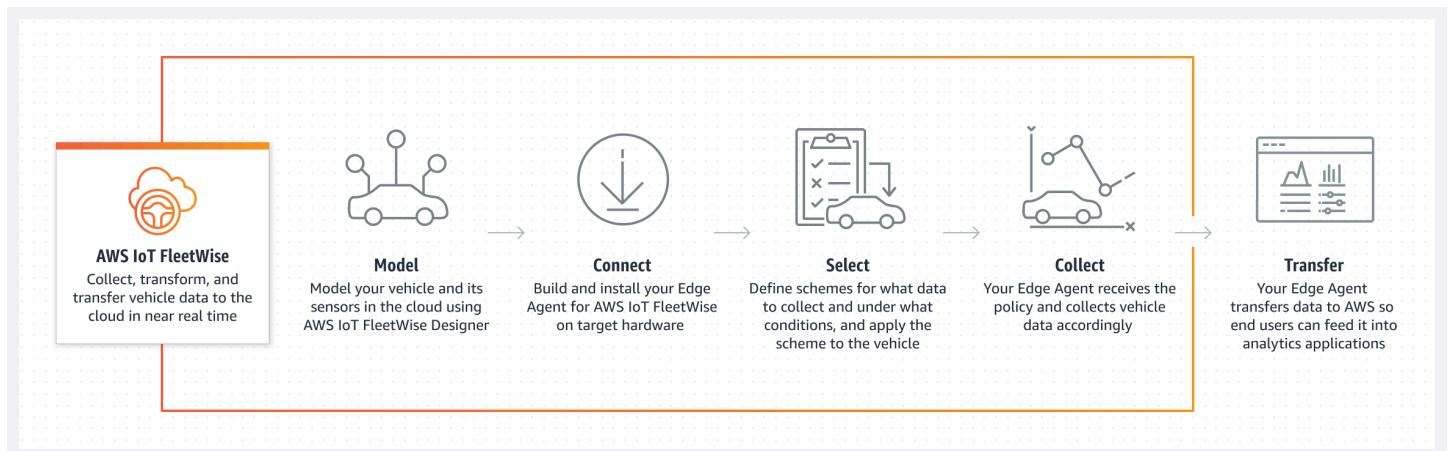 AWS IoT FleetWise
Collect, transform, and
transfer vehicle data to the
cloud in near real time
Model
Model your vehicle and its
sensors in the cloud using
AWS IoT FleetWise Designer
Connect
Build and install your Edge
Agent for AWS IoT FleetWise
on target hardware
Select
Define schemes for what data
to collect and under what
conditions, and apply the
scheme to the vehicle
Collect
Your Edge Agent receives the
policy and collects vehicle
data accordingly
Transfer
Your Edge Agent
transfers data to AWS so
end users can feed it into
analytics applications